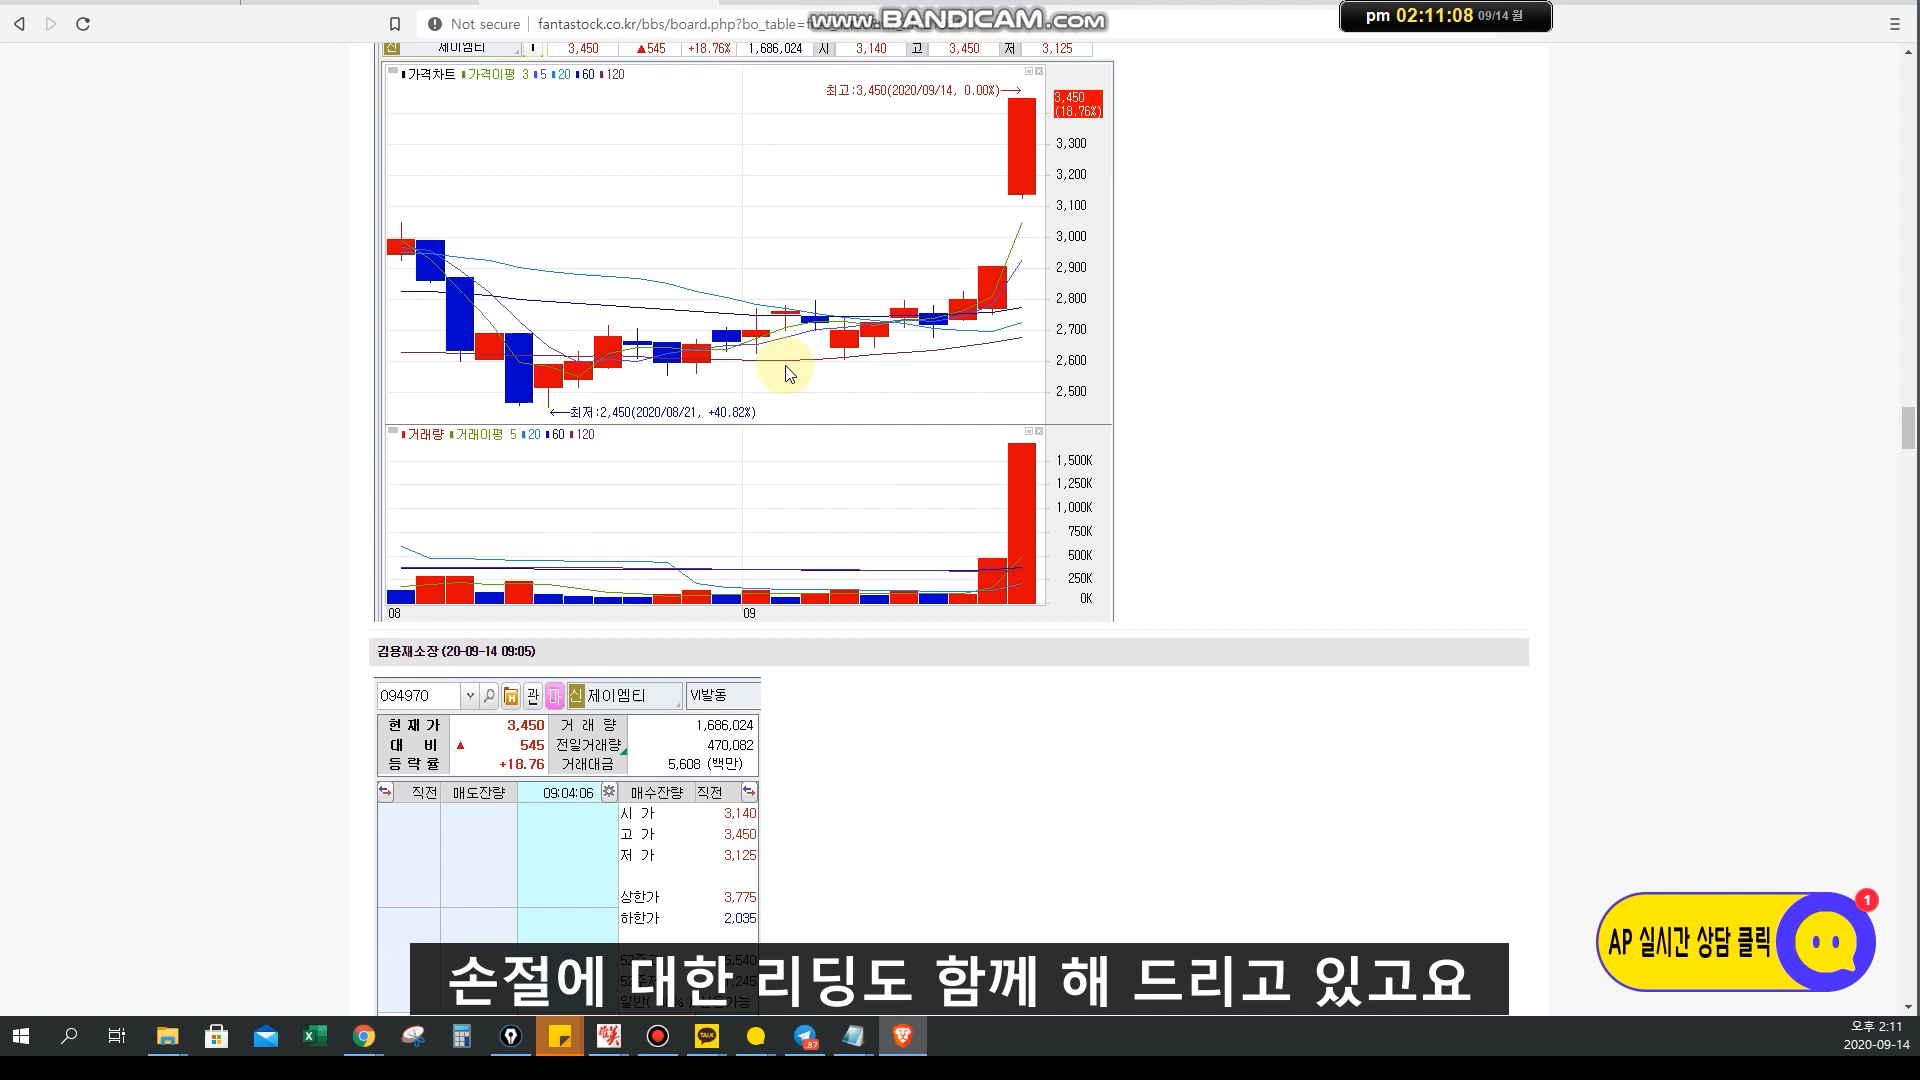 Not secure
fantastock.co.kr/bbs/board.php?bo_table=
www.BANDICAM.com
pm 02:11:08 09/14 월
신 제이엠티 3,450 ▲545 +18.76% 1,686,024 시 3,140 고 3,450 저 3,125
가격차트 가격이평 3 5 20 60 120
최고:3,450(2020/09/14, 0.00%)→
3,450
(18.76%)
3,300
3,200
3,100
3,000
2,900
2,800
2,700
2,600
2,500
←최저:2,450(2020/08/21, +40.82%)
거래량 거래이평 5 20 60 120
1,500K
1,250K
1,000K
750K
500K
250K
0K
08 09
김용재소장 (20-09-14 09:05)
094970 관 마 신 제이엠티 VI발동
현재가 3,450 거래량 1,686,024
대비 ▲ 545 전일거래량 470,082
등락률 +18.76 거래대금 5,608 (백만)
직전 매도잔량 09:04:06 매수잔량 직전
시가 3,140
고가 3,450
저가 3,125
상한가 3,775
하한가 2,035
손절에 대한 리딩도 함께 해 드리고 있고요
AP 실시간 상담 클릭
1
TALK
87
오후 2:11
2020-09-14